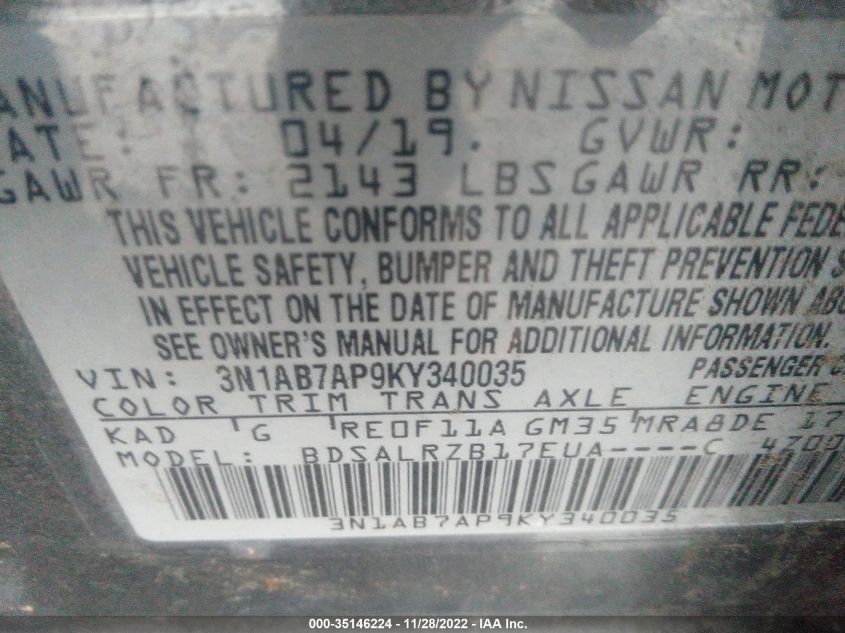 MANUFACTURED BY NISSAN MOT
DATE: 04/19. GVWR:
GAWR FR: 2143 LBS GAWR RR:
THIS VEHICLE CONFORMS TO ALL APPLICABLE FEDE
VEHICLE SAFETY, BUMPER AND THEFT PREVENTION S
IN EFFECT ON THE DATE OF MANUFACTURE SHOWN ABO
SEE OWNER'S MANUAL FOR ADDITIONAL INFORMATION.
VIN: 3N1AB7AP9KY340035 PASSENGER C
COLOR TRIM TRANS AXLE ENGINE
KAD G RE0F11A GM35 MRA8DE 17
MODEL: BDSALRZB17EUA----C 4700
3N1AB7AP9KY340035
000-35146224 - 11/28/2022 - IAA Inc.